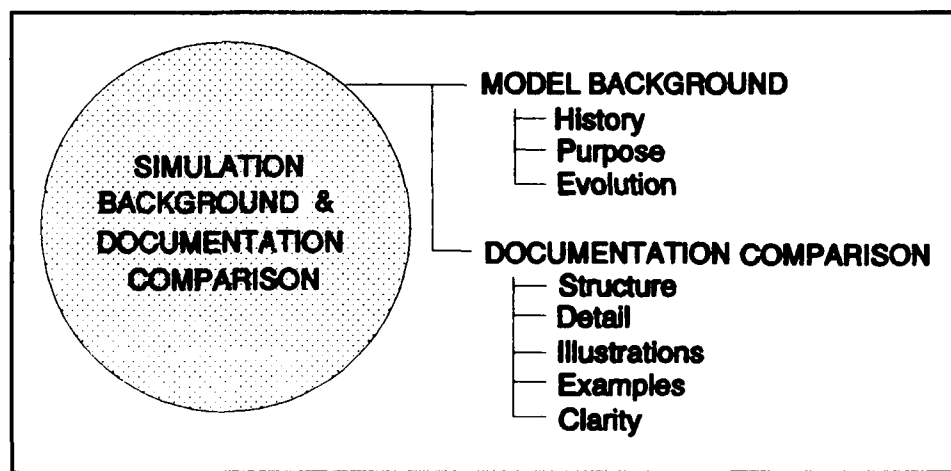 SIMULATION
BACKGROUND &
DOCUMENTATION
COMPARISON
MODEL BACKGROUND
History
Purpose
Evolution
DOCUMENTATION COMPARISON
Structure
Detail
Illustrations
Examples
Clarity